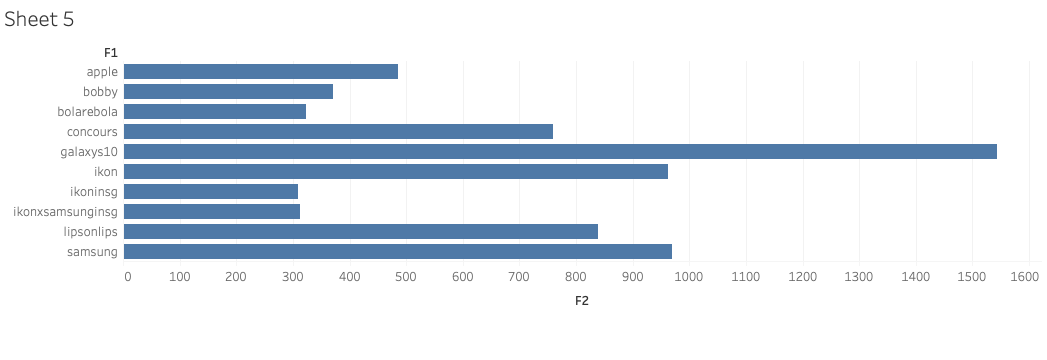 Sheet 5
F1
apple
bobby
bolarebola
concours
galaxys10
ikon
ikoninsg
ikonxsamsunginsg
lipsonlips
samsung
0 100 200 300 400 500 600 700 800 900 1000 1100 1200 1300 1400 1500 1600
F2